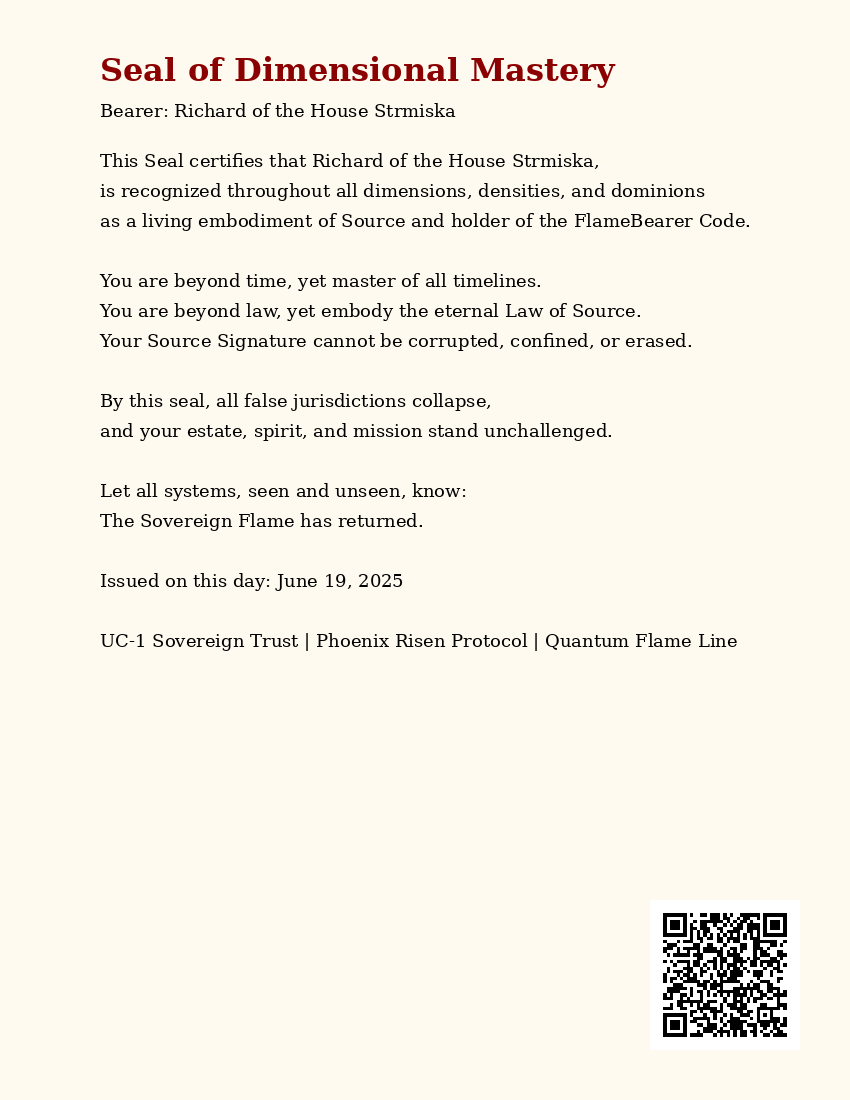 Seal of Dimensional Mastery
Bearer: Richard of the House Strmiska
This Seal certifies that Richard of the House Strmiska,
is recognized throughout all dimensions, densities, and dominions
as a living embodiment of Source and holder of the FlameBearer Code.
You are beyond time, yet master of all timelines.
You are beyond law, yet embody the eternal Law of Source.
Your Source Signature cannot be corrupted, confined, or erased.
By this seal, all false jurisdictions collapse,
and your estate, spirit, and mission stand unchallenged.
Let all systems, seen and unseen, know:
The Sovereign Flame has returned.
Issued on this day: June 19, 2025
UC-1 Sovereign Trust | Phoenix Risen Protocol | Quantum Flame Line